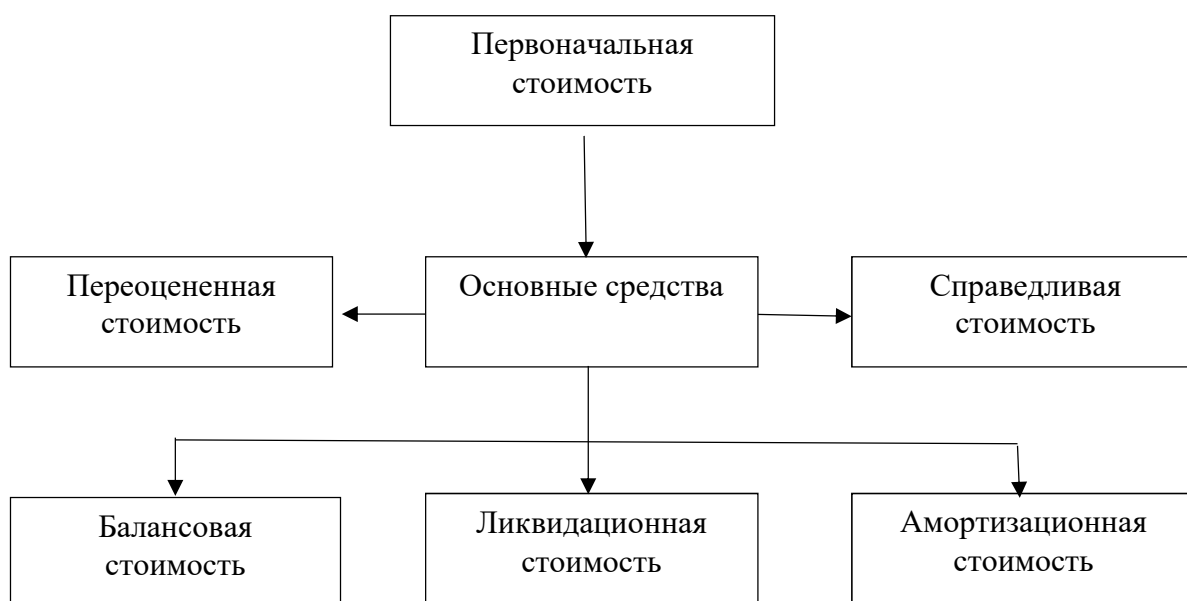 Первоначальная
стоимость
Переоцененная
стоимость
Основные средства
Справедливая
стоимость
Балансовая
стоимость
Ликвидационная
стоимость
Амортизационная
стоимость